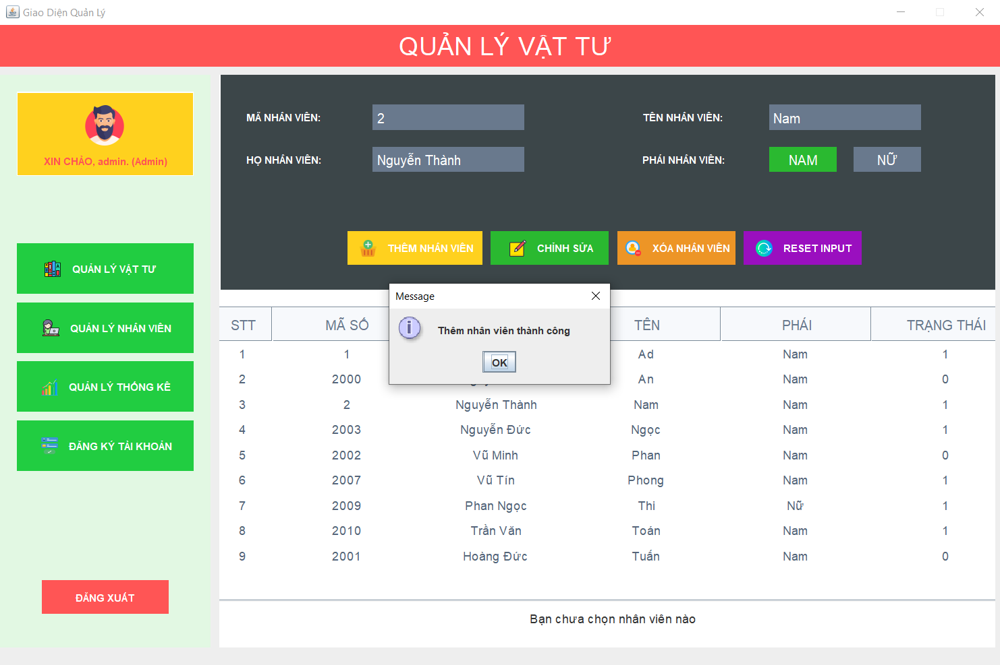 Giao Diện Quản Lý
QUẢN LÝ VẬT TƯ
XIN CHÀO, admin. (Admin)
QUẢN LÝ VẬT TƯ
QUẢN LÝ NHÂN VIÊN
QUẢN LÝ THỐNG KÊ
ĐĂNG KÝ TÀI KHOẢN
ĐĂNG XUẤT
MÃ NHÂN VIÊN: 2 TÊN NHÂN VIÊN: Nam
HỌ NHÂN VIÊN: Nguyễn Thành PHÁI NHÂN VIÊN: NAM NỮ
THÊM NHÂN VIÊN CHỈNH SỬA XÓA NHÂN VIÊN RESET INPUT
Message
Thêm nhân viên thành công
OK
STT MÃ SỐ TÊN PHÁI TRẠNG THÁI
1 1 Ad Nam 1
2 2000 An Nam 0
3 2 Nguyễn Thành Nam Nam 1
4 2003 Nguyễn Đức Ngọc Nam 1
5 2002 Vũ Minh Phan Nam 0
6 2007 Vũ Tín Phong Nam 1
7 2009 Phan Ngọc Thi Nữ 1
8 2010 Trần Văn Toán Nam 1
9 2001 Hoàng Đức Tuấn Nam 0
Bạn chưa chọn nhân viên nào